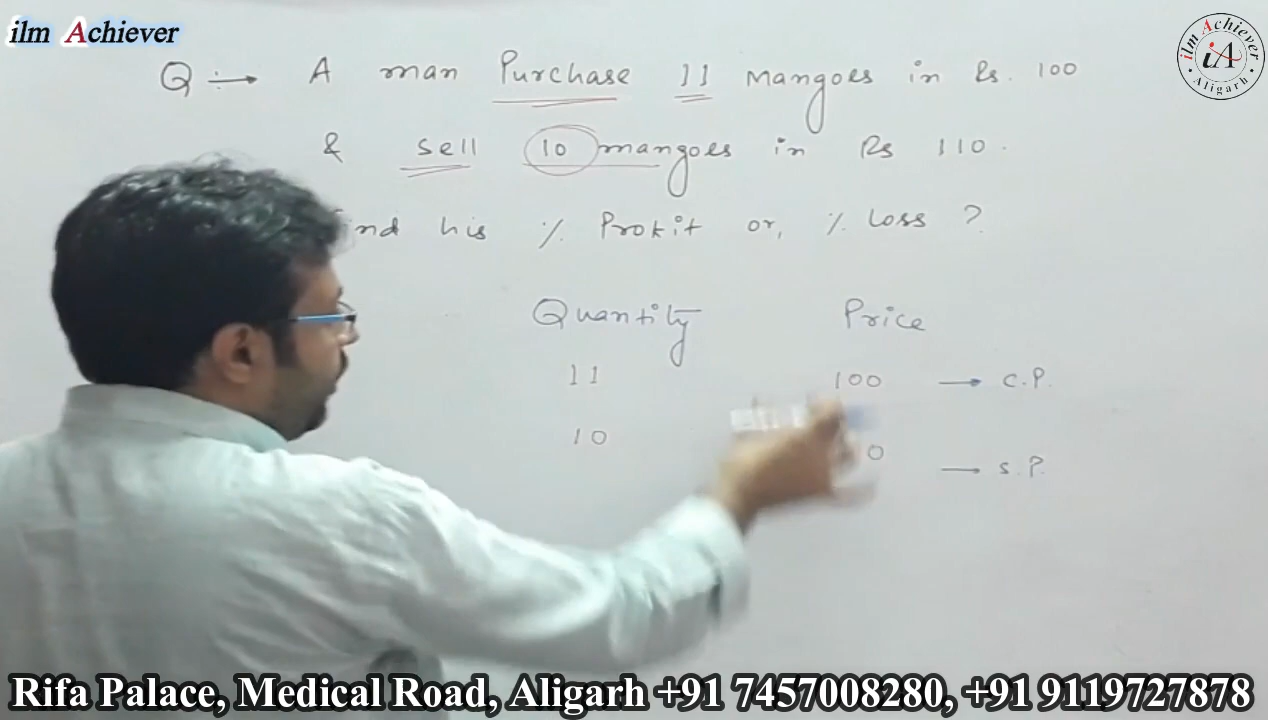 ilm Achiever
ilm Achiever
iA
Aligarh
Q:→ A man Purchase 11 Mangoes in Rs. 100
& sell 10 mangoes in Rs 110.
his % Profit or, % Loss ?
Quantity Price
11 100 → C.P.
10 — S.P.
Rifa Palace, Medical Road, Aligarh +91 7457008280, +91 9119727878